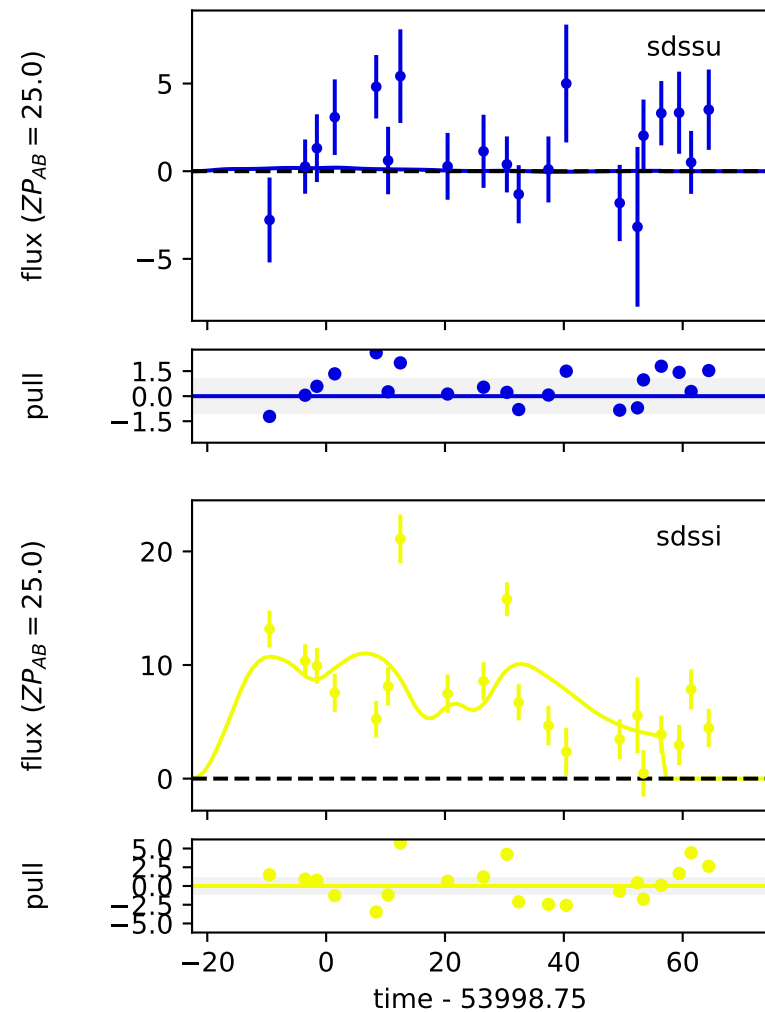 sdssu
flux (ZP_AB = 25.0)
5
0
−5
pull
1.5
0.0
−1.5
sdssi
flux (ZP_AB = 25.0)
20
10
0
pull
5.0
2.5
0.0
−2.5
−5.0
−20 0 20 40 60
time - 53998.75